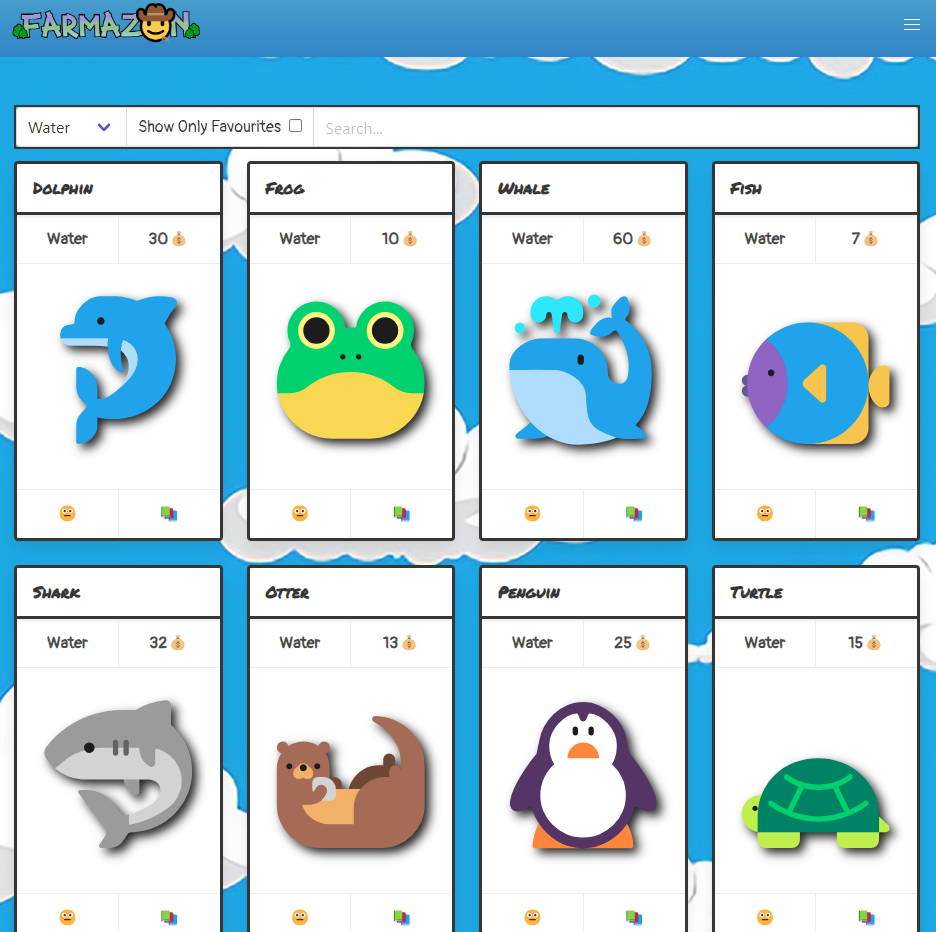 FARMAZON
Water
Show Only Favourites
Search...
Dolphin
Water
30
Frog
Water
10
Whale
Water
60
Fish
Water
7
Shark
Water
32
Otter
Water
13
Penguin
Water
25
Turtle
Water
15